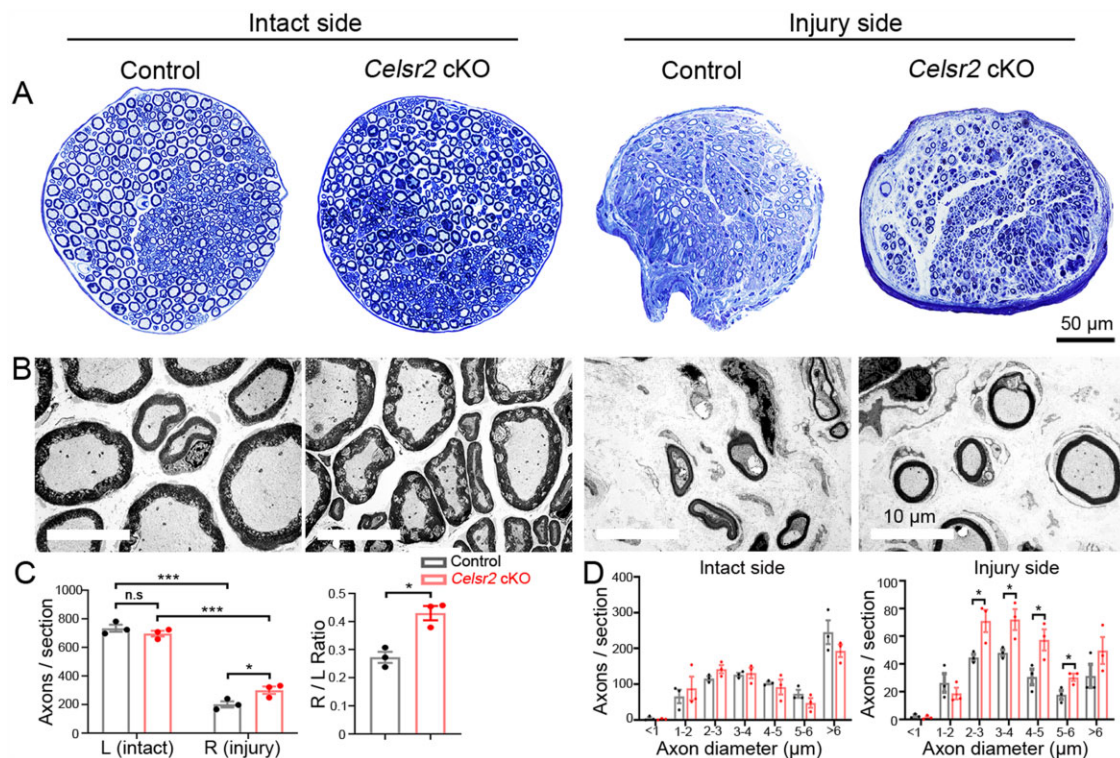 Intact side
Injury side
Control
Celsr2 cKO
Control
Celsr2 cKO
A
50 µm
B
10 µm
C
Control
Celsr2 cKO
Axons / section
1000
800
600
400
200
0
***
n.s
***
*
L (intact)
R (injury)
R / L Ratio
0.5
0.4
0.3
0.2
0.1
0
*
D
Intact side
Axons / section
400
300
200
100
0
<1
1-2
2-3
3-4
4-5
5-6
>6
Axon diameter (µm)
Injury side
Axons / section
100
80
60
40
20
0
*
*
*
*
<1
1-2
2-3
3-4
4-5
5-6
>6
Axon diameter (µm)